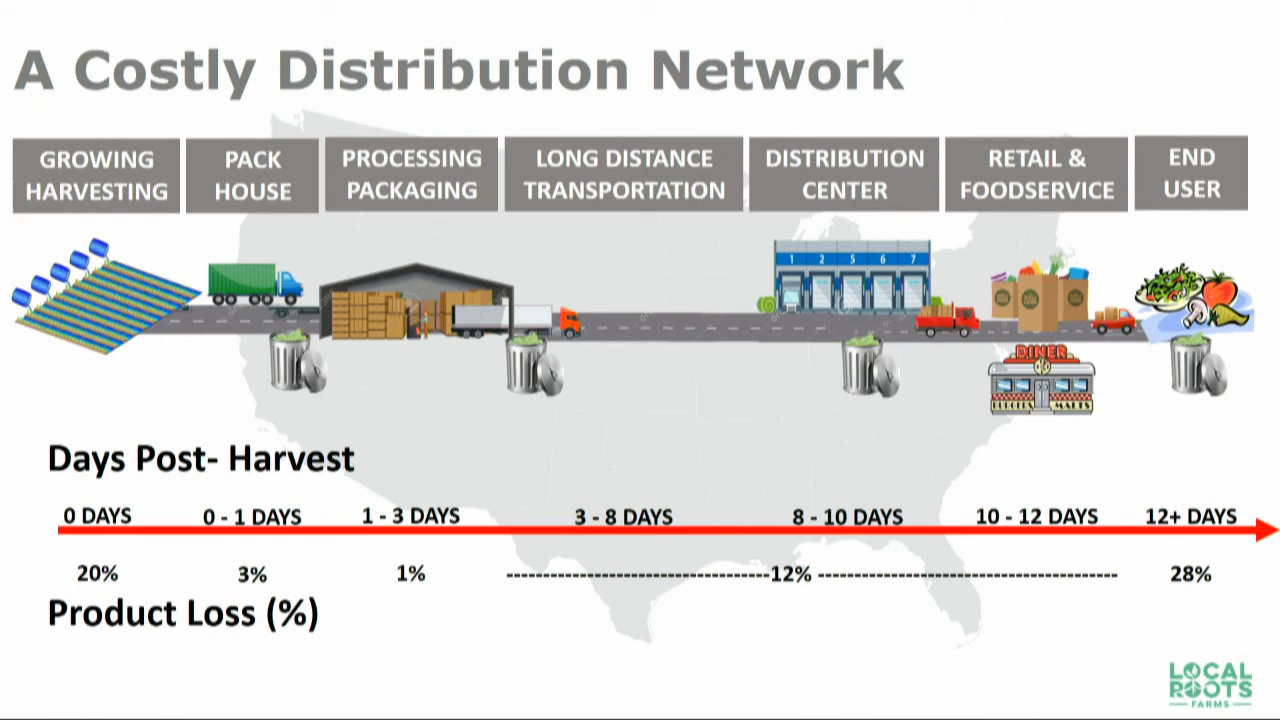 A Costly Distribution Network
GROWING
HARVESTING
PACK
HOUSE
PROCESSING
PACKAGING
LONG DISTANCE
TRANSPORTATION
DISTRIBUTION
CENTER
RETAIL &
FOODSERVICE
END
USER
1 2 5 6 7
DINER
BURGERS MALTS
Days Post- Harvest
0 DAYS
0 - 1 DAYS
1 - 3 DAYS
3 - 8 DAYS
8 - 10 DAYS
10 - 12 DAYS
12+ DAYS
20%
3%
1%
-----------------------------------12%----------------------------------------
28%
Product Loss (%)
LOCAL
ROOTS
FARMS